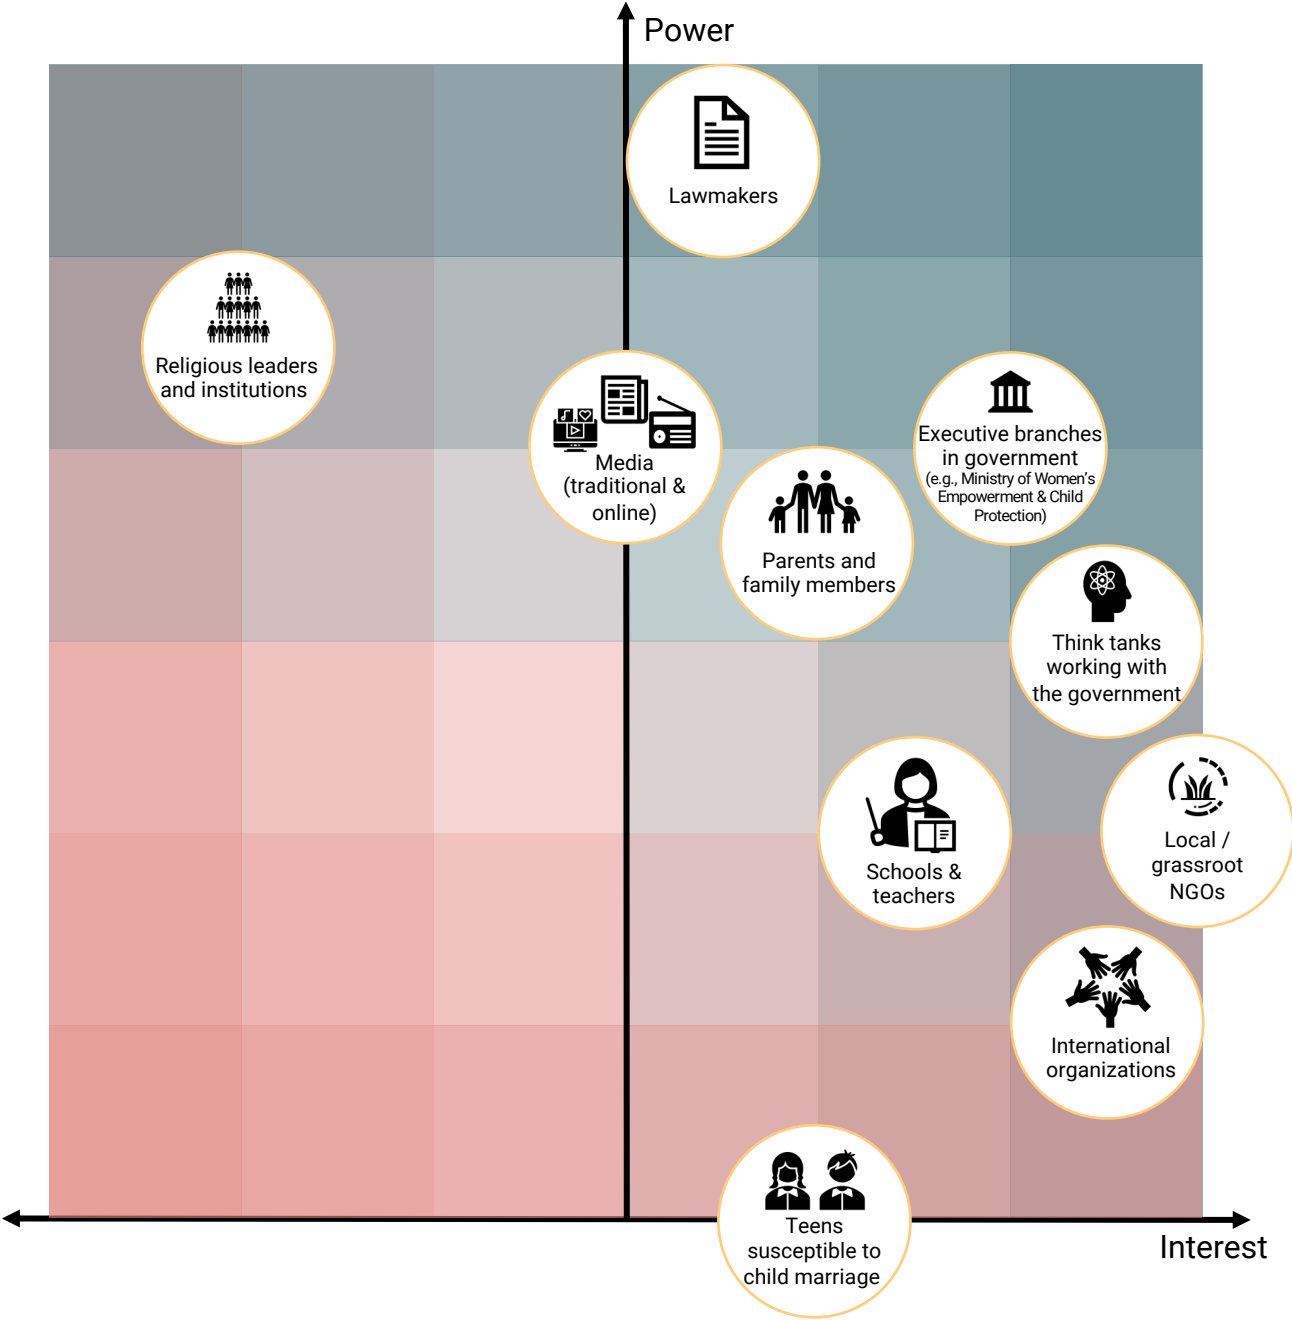 Power
Lawmakers
Religious leaders
and institutions
Media
(traditional &
online)
Executive branches
in government
(e.g., Ministry of Women's
Empowerment & Child
Protection)
Parents and
family members
Think tanks
working with
the government
Schools &
teachers
Local /
grassroot
NGOs
International
organizations
Teens
susceptible to
child marriage
Interest